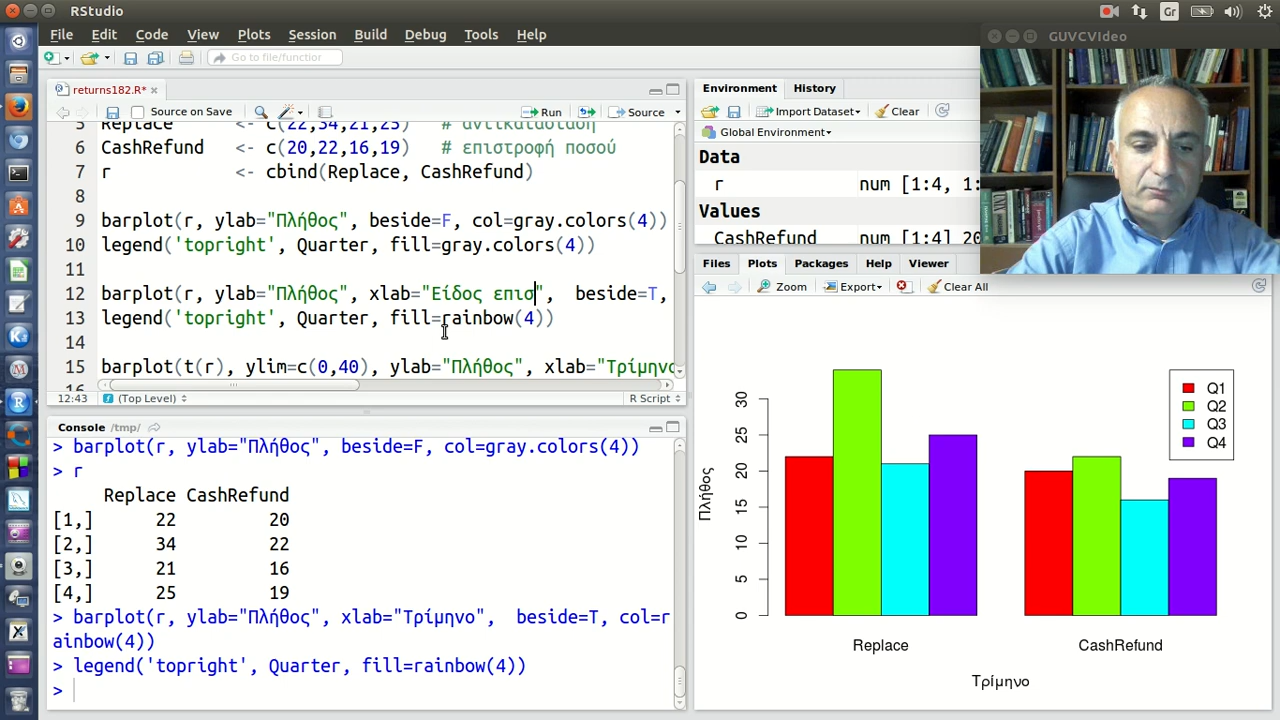 RStudio
Gr
File Edit Code View Plots Session Build Debug Tools Help
Go to file/function
GUVCVIdeo
returns182.R*
Source on Save
Run
Source
5 Replace <- c(22,34,21,25) # αντικατάσταση
6 CashRefund <- c(20,22,16,19) # επιστροφή ποσού
7 r <- cbind(Replace, CashRefund)
8
9 barplot(r, ylab="Πλήθος", beside=F, col=gray.colors(4))
10 legend('topright', Quarter, fill=gray.colors(4))
11
12 barplot(r, ylab="Πλήθος", xlab="Είδος επισ", beside=T,
13 legend('topright', Quarter, fill=rainbow(4))
14
15 barplot(t(r), ylim=c(0,40), ylab="Πλήθος", xlab="Τρίμηνο
16
12:43 (Top Level) R Script
Console /tmp/
> barplot(r, ylab="Πλήθος", beside=F, col=gray.colors(4))
> r
Replace CashRefund
[1,] 22 20
[2,] 34 22
[3,] 21 16
[4,] 25 19
> barplot(r, ylab="Πλήθος", xlab="Τρίμηνο", beside=T, col=r
ainbow(4))
> legend('topright', Quarter, fill=rainbow(4))
>
Environment History
Import Dataset Clear
Global Environment
Data
r num [1:4, 1:
Values
CashRefund num [1:4] 20
Files Plots Packages Help Viewer
Zoom Export Clear All
Πλήθος
30
25
20
15
10
5
0
Q1
Q2
Q3
Q4
Replace CashRefund
Τρίμηνο